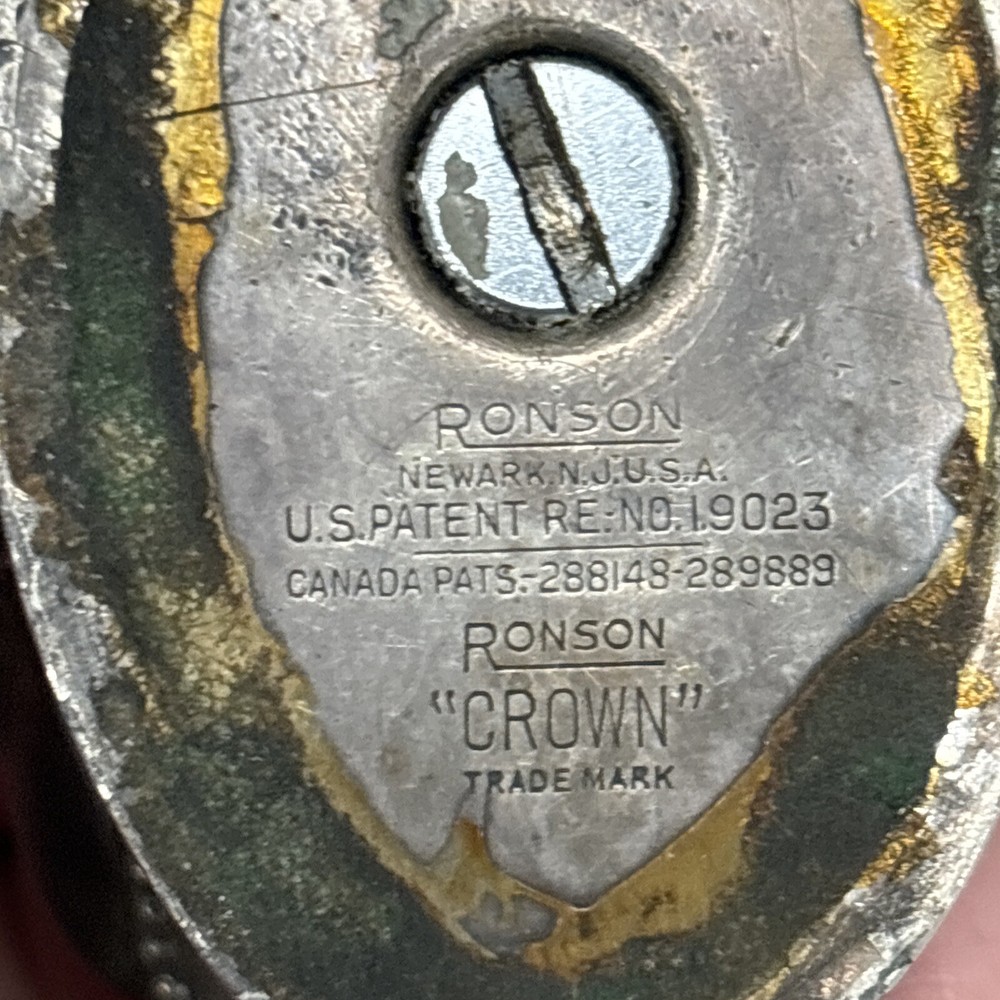 RONSON
NEWARK.N.J.U.S.A.
U.S.PATENT RE:NO.19023
CANADA PATS.-288148-289889
RONSON
"CROWN"
TRADE MARK